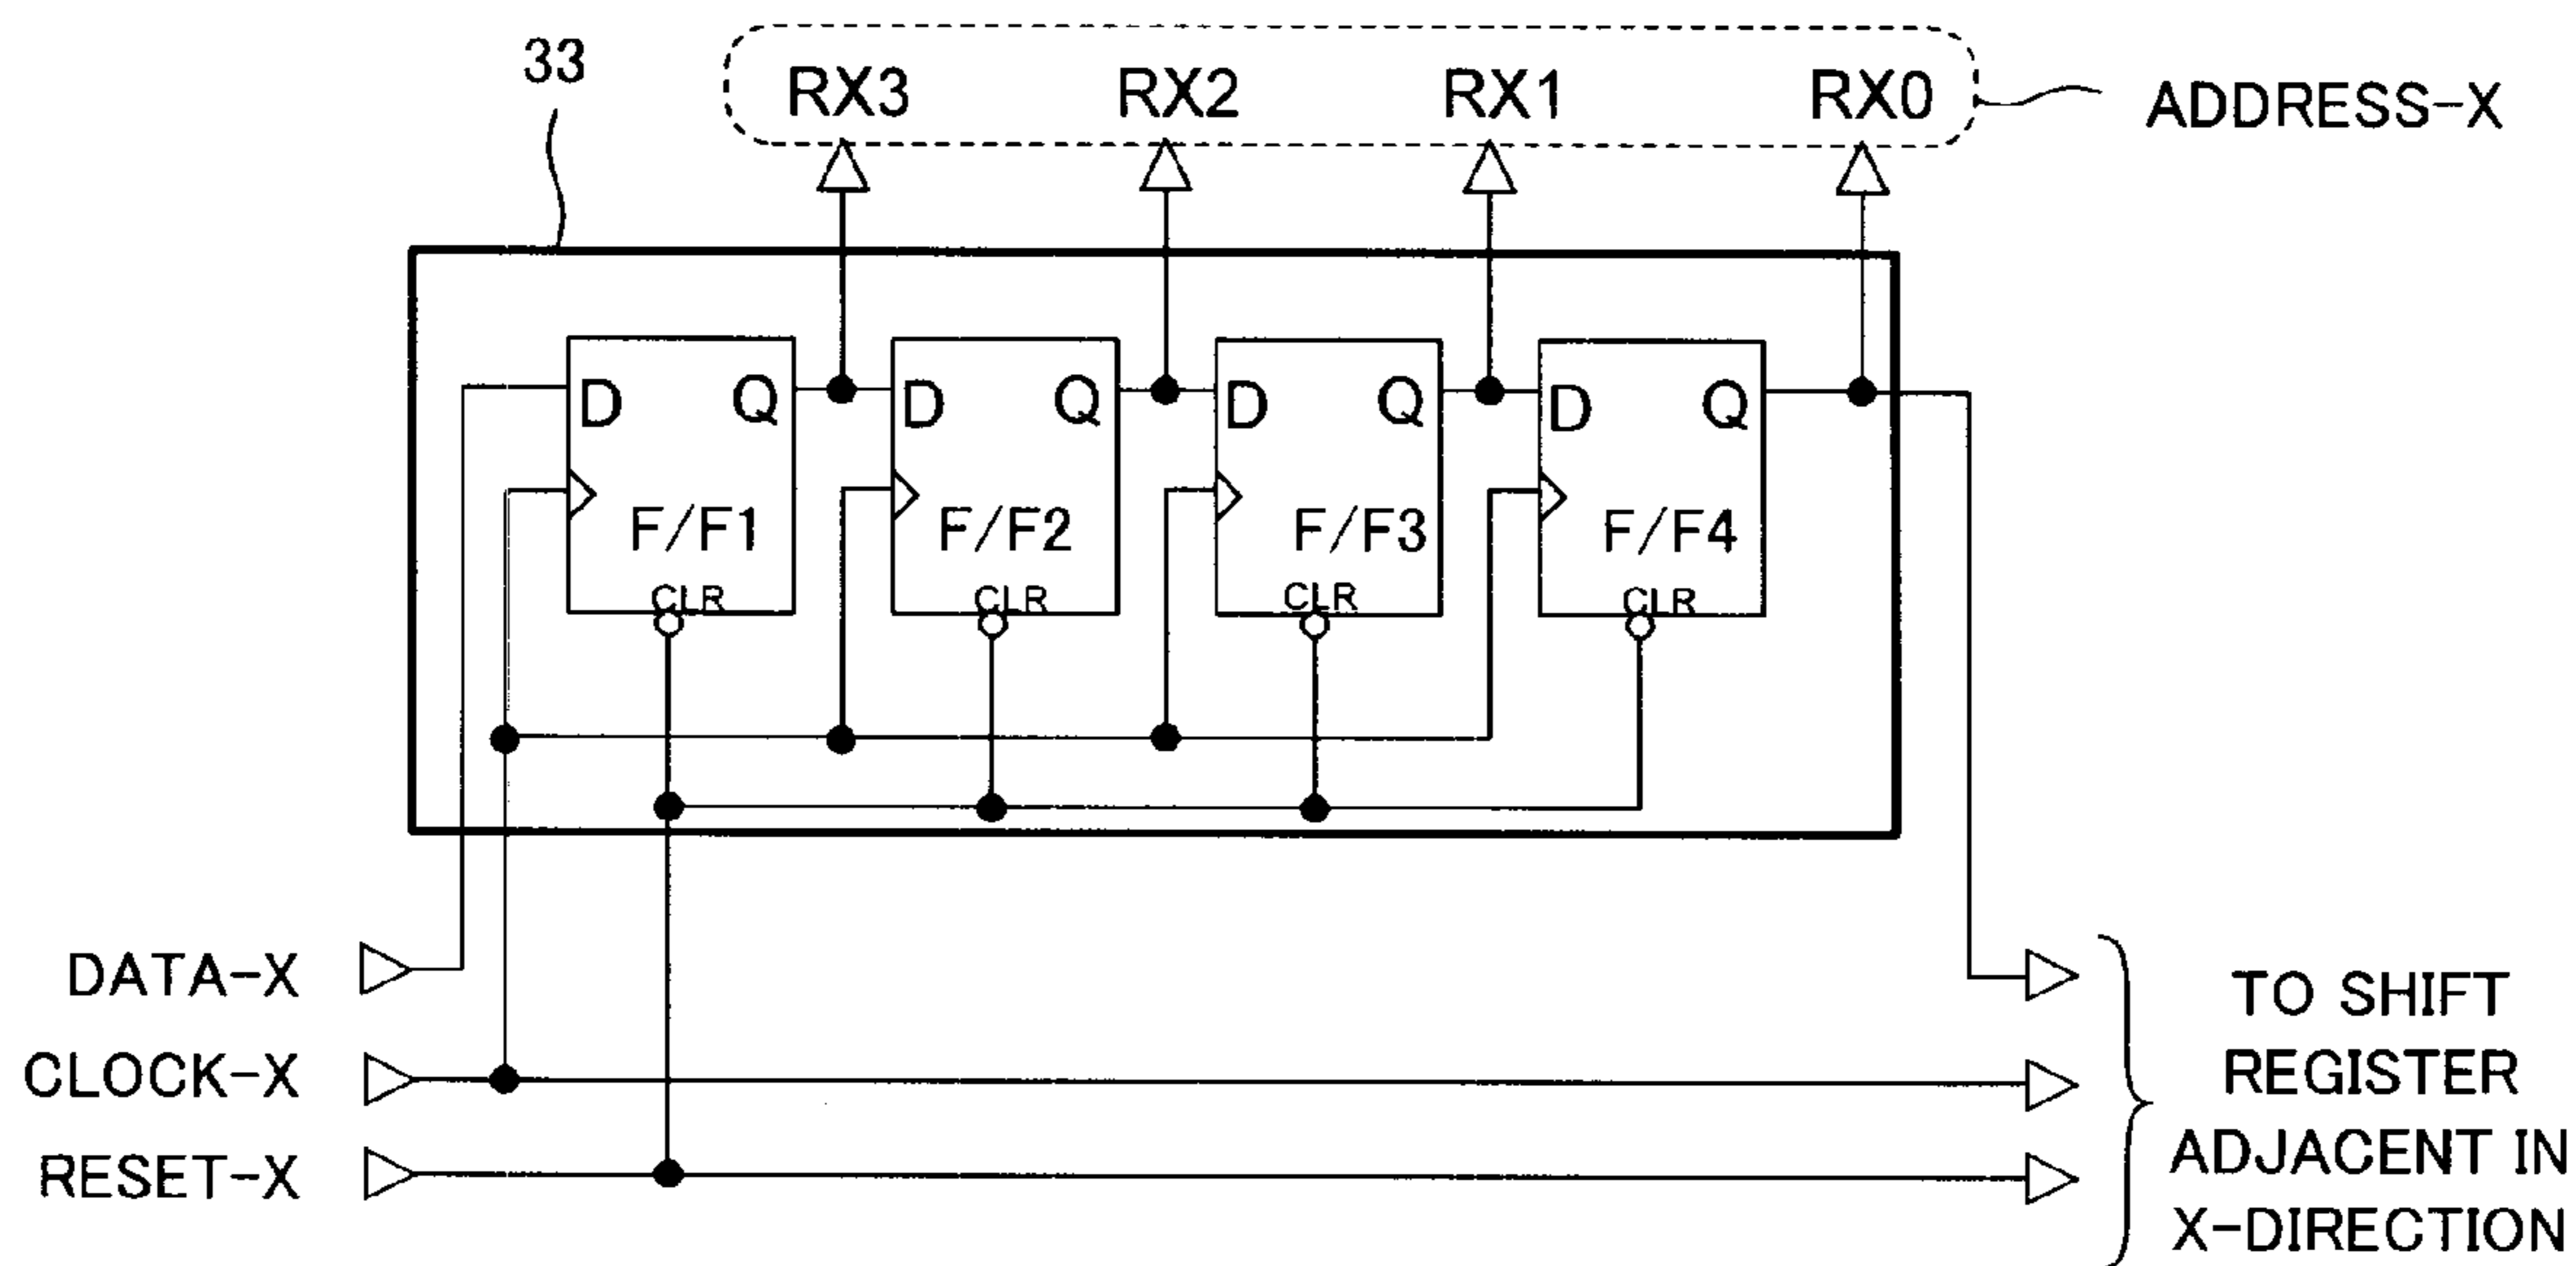 33
RX3 RX2 RX1 RX0
ADDRESS-X
D Q D Q D Q D Q
F/F1 F/F2 F/F3 F/F4
CLR CLR CLR CLR
DATA-X
CLOCK-X
RESET-X
TO SHIFT
REGISTER
ADJACENT IN
X-DIRECTION